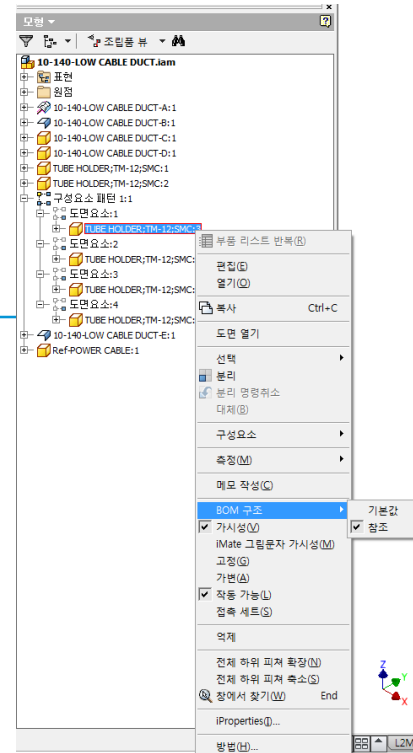 모형
조립품 뷰
10-140-LOW CABLE DUCT.iam
표현
원점
10-140-LOW CABLE DUCT-A:1
10-140-LOW CABLE DUCT-B:1
10-140-LOW CABLE DUCT-C:1
10-140-LOW CABLE DUCT-D:1
TUBE HOLDER;TM-12;SMC:1
TUBE HOLDER;TM-12;SMC:2
구성요소 패턴 1:1
도면요소:1
TUBE HOLDER;TM-12;SMC:3
도면요소:2
TUBE HOLDER;TM-12;SMC:
도면요소:3
TUBE HOLDER;TM-12;SMC:
도면요소:4
TUBE HOLDER;TM-12;SMC:
10-140-LOW CABLE DUCT-E:1
Ref-POWER CABLE:1
부품 리스트 반복(R)
편집(E)
열기(O)
복사 Ctrl+C
도면 열기
선택
분리
분리 명령취소
대체(B)
구성요소
측정(M)
메모 작성(C)
BOM 구조 기본값
가시성(V) 참조
iMate 그림문자 가시성(M)
고정(G)
가변(A)
작동 가능(L)
접촉 세트(S)
억제
전체 하위 피쳐 확장(N)
전체 하위 피쳐 축소(S)
창에서 찾기(W) End
iProperties(I)...
방법(H)...
Z
Y
X
L2M